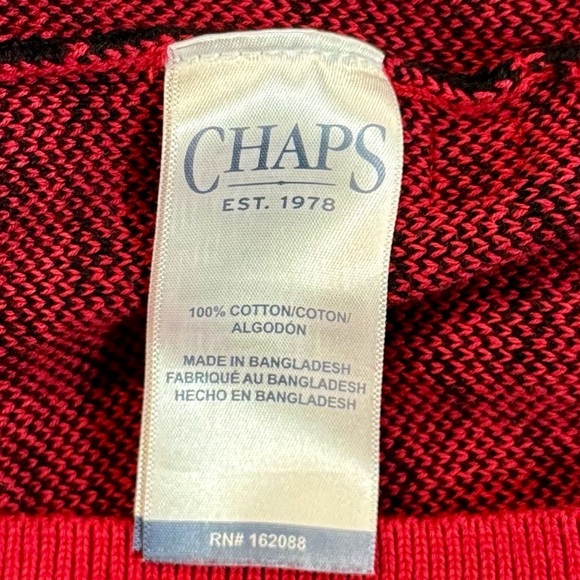 CHAPS
EST. 1978
100% COTTON/COTON/
ALGODÓN
MADE IN BANGLADESH
FABRIQUÉ AU BANGLADESH
HECHO EN BANGLADESH
RN# 162088